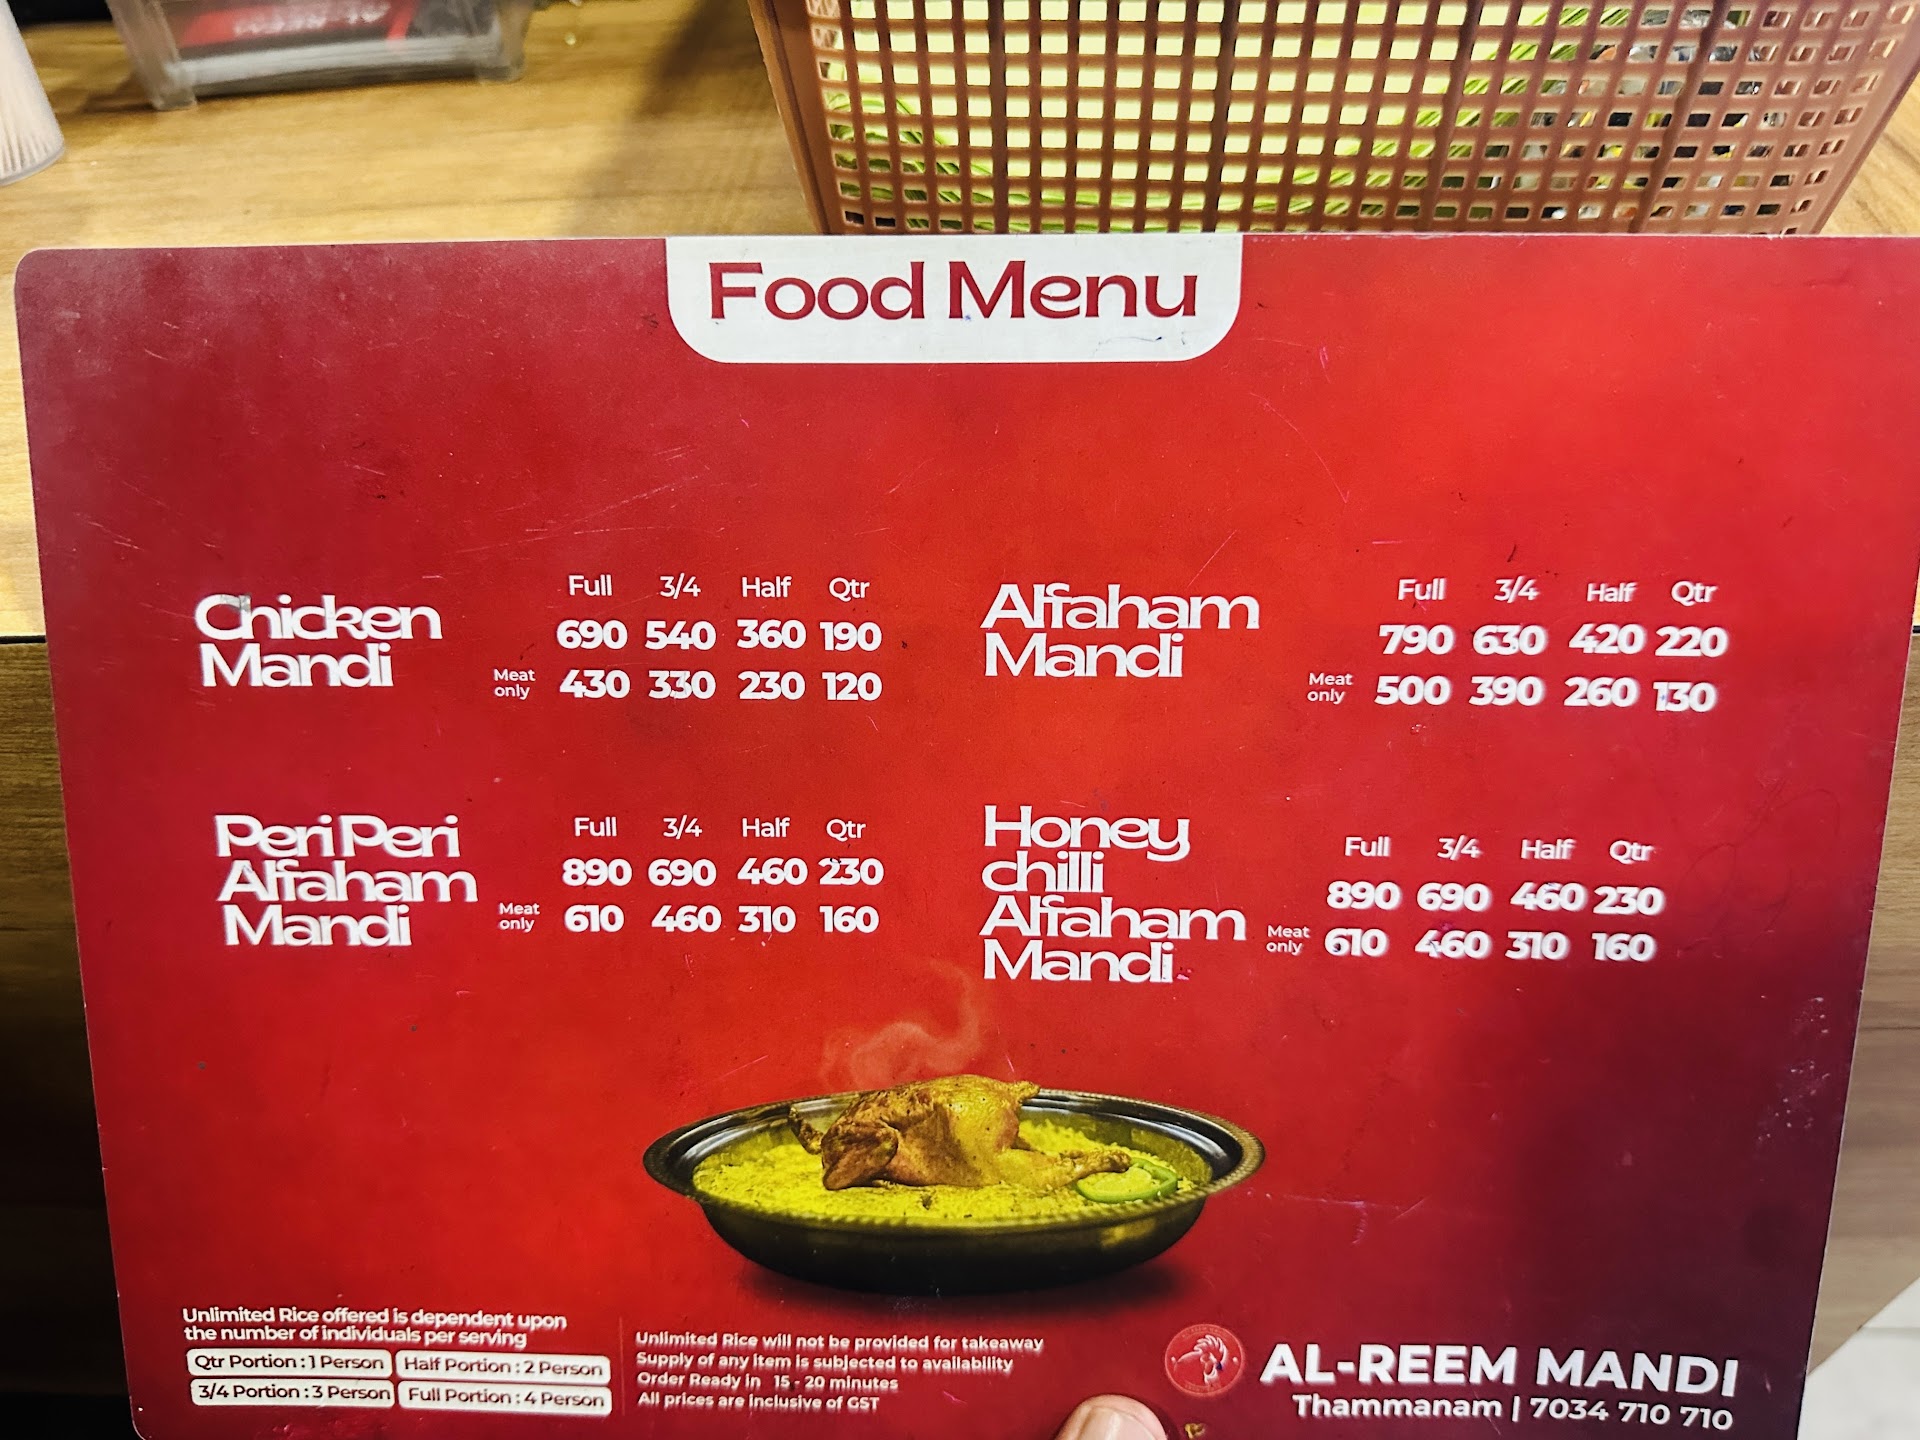 Food Menu
Chicken
Mandi
Full 3/4 Half Qtr
690 540 360 190
Meat only 430 330 230 120
Alfaham
Mandi
Full 3/4 Half Qtr
790 630 420 220
Meat only 500 390 260 130
Peri Peri
Alfaham
Mandi
Full 3/4 Half Qtr
890 690 460 230
Meat only 610 460 310 160
Honey
chilli
Alfaham
Mandi
Full 3/4 Half Qtr
890 690 460 230
Meat only 610 460 310 160
Unlimited Rice offered is dependent upon
the number of individuals per serving
Qtr Portion : 1 Person Half Portion : 2 Person
3/4 Portion : 3 Person Full Portion : 4 Person
Unlimited Rice will not be provided for takeaway
Supply of any item is subjected to availability
Order Ready in 15 - 20 minutes
All prices are inclusive of GST
AL-REEM MANDI
Thammanam | 7034 710 710